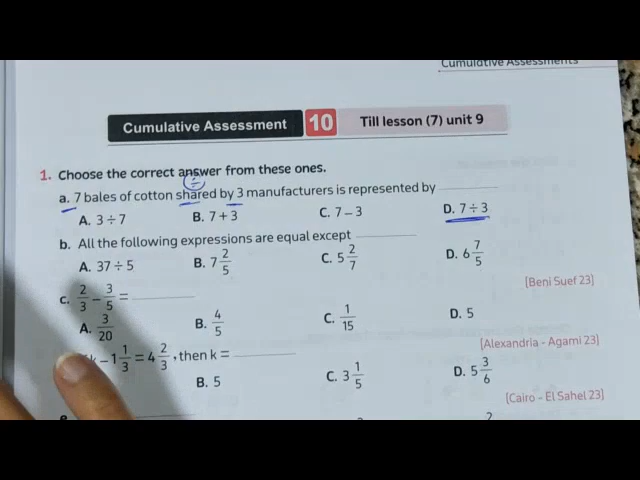 Cumulative Assessments
Cumulative Assessment 10 Till lesson (7) unit 9
1. Choose the correct answer from these ones.
÷
a. 7 bales of cotton shared by 3 manufacturers is represented by
A. 3 ÷ 7 B. 7 + 3 C. 7 – 3 D. 7 ÷ 3
b. All the following expressions are equal except
A. 37 ÷ 5 B. 7 2/5 C. 5 2/7 D. 6 7/5
[Beni Suef 23]
c. 2/3 – 3/5 =
A. 3/20 B. 4/5 C. 1/15 D. 5
[Alexandria - Agami 23]
k – 1 1/3 = 4 2/3, then k =
B. 5 C. 3 1/5 D. 5 3/6
[Cairo - El Sahel 23]